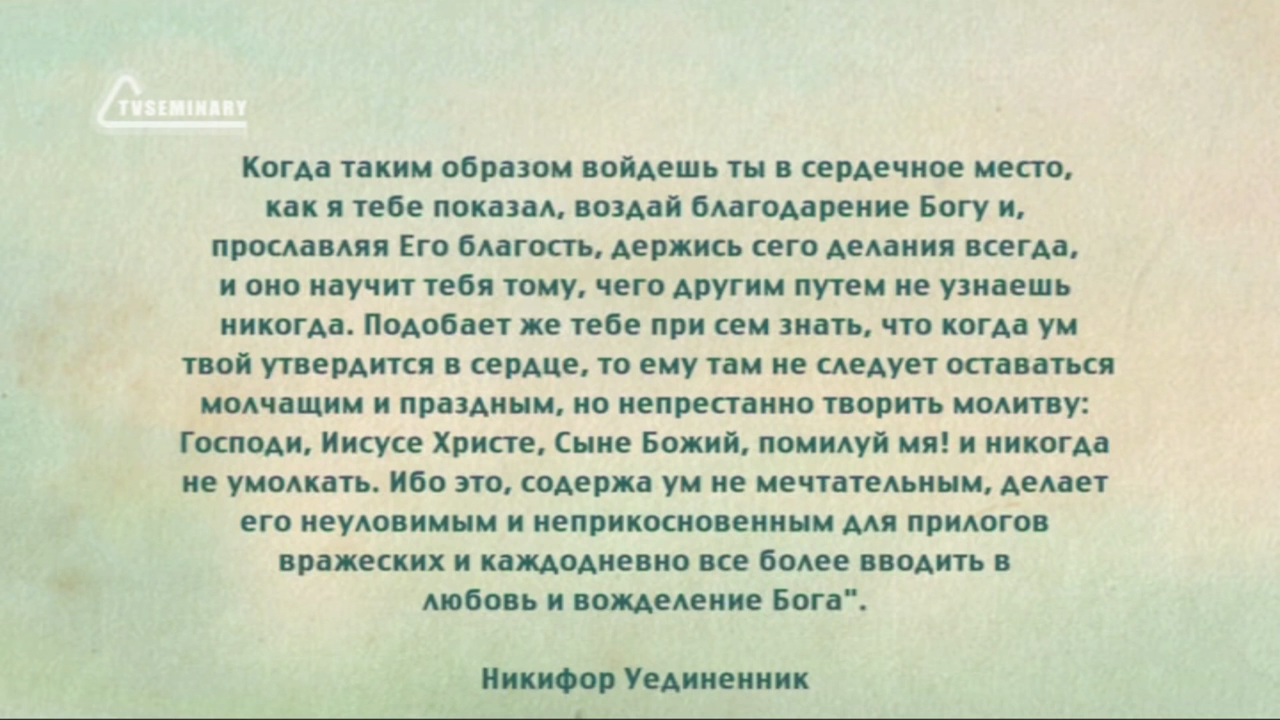 TVSEMINARY
Когда таким образом войдешь ты в сердечное место,
как я тебе показал, воздай благодарение Богу и,
прославляя Его благость, держись сего делания всегда,
и оно научит тебя тому, чего другим путем не узнаешь
никогда. Подобает же тебе при сем знать, что когда ум
твой утвердится в сердце, то ему там не следует оставаться
молчащим и праздным, но непрестанно творить молитву:
Господи, Иисусе Христе, Сыне Божий, помилуй мя! и никогда
не умолкать. Ибо это, содержа ум не мечтательным, делает
его неуловимым и неприкосновенным для прилогов
вражеских и каждодневно все более вводить в
любовь и вожделение Бога".
Никифор Уединенник